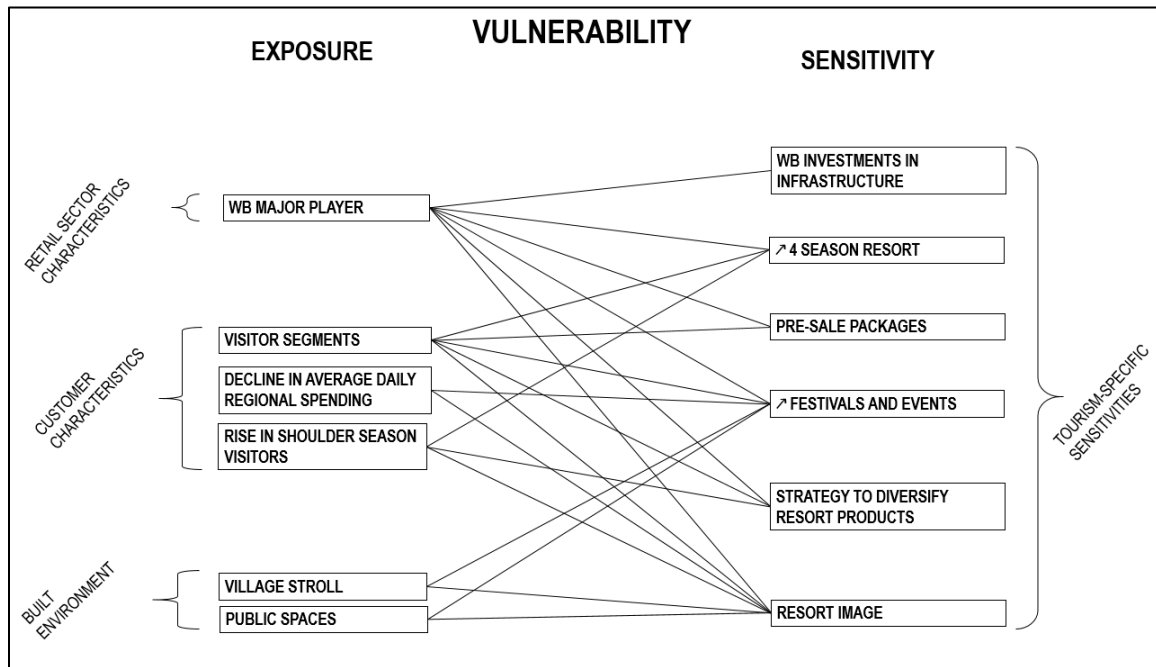 VULNERABILITY
EXPOSURE
SENSITIVITY
RETAIL SECTOR
CHARACTERISTICS
WB MAJOR PLAYER
CUSTOMER
CHARACTERISTICS
VISITOR SEGMENTS
DECLINE IN AVERAGE DAILY
REGIONAL SPENDING
RISE IN SHOULDER SEASON
VISITORS
BUILT
ENVIRONMENT
VILLAGE STROLL
PUBLIC SPACES
WB INVESTMENTS IN
INFRASTRUCTURE
↗ 4 SEASON RESORT
PRE-SALE PACKAGES
↗ FESTIVALS AND EVENTS
STRATEGY TO DIVERSIFY
RESORT PRODUCTS
RESORT IMAGE
TOURISM-SPECIFIC
SENSITIVITIES